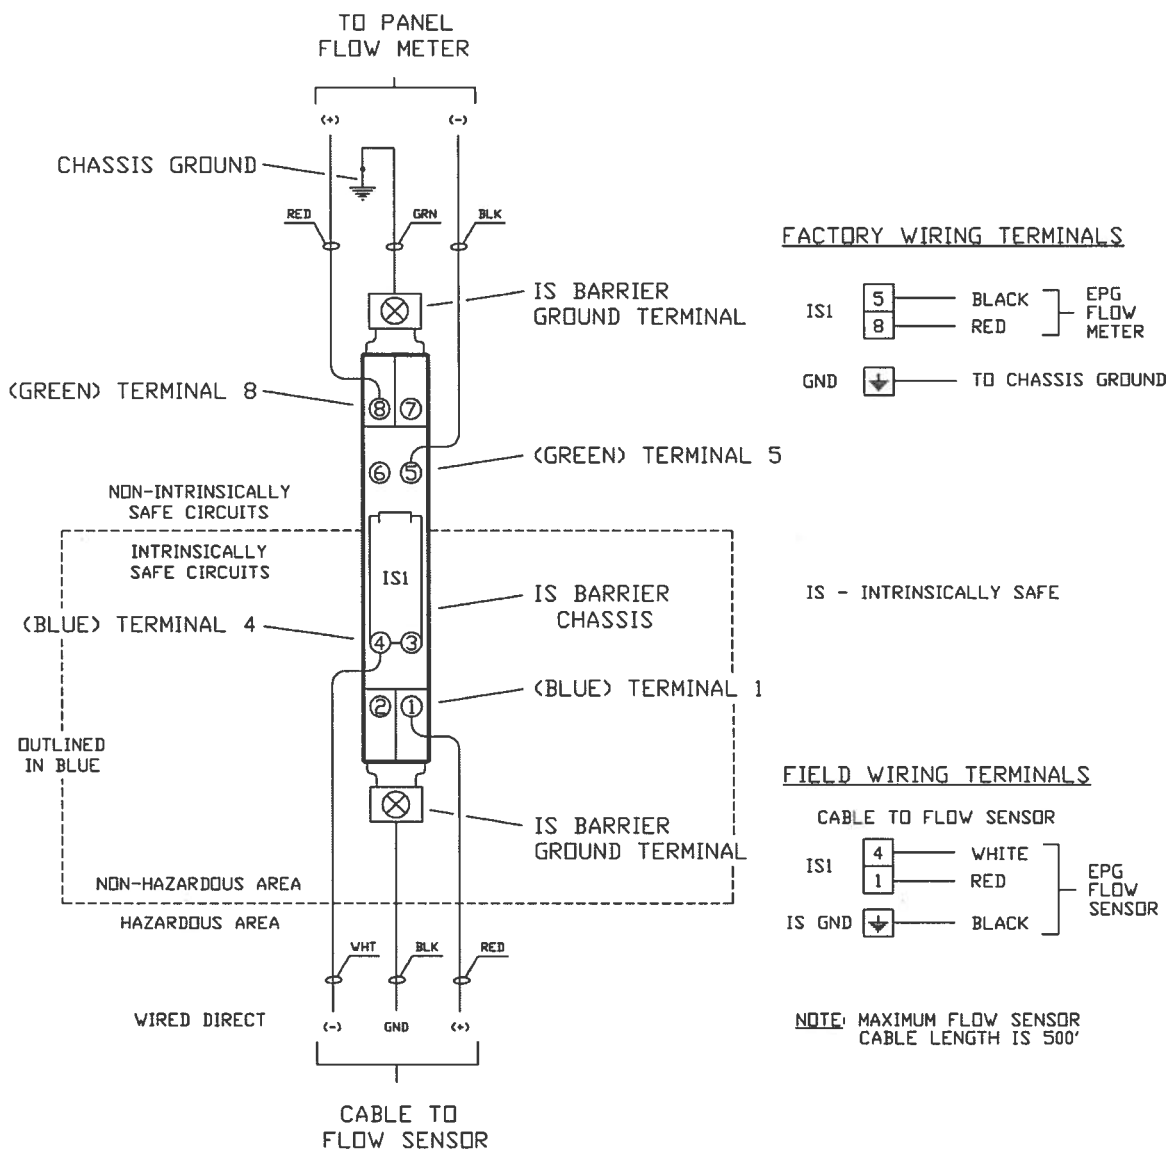 TO PANEL
FLOW METER
(+)
(-)
CHASSIS GROUND
RED
GRN
BLK
IS BARRIER
GROUND TERMINAL
(GREEN) TERMINAL 8
8
7
(GREEN) TERMINAL 5
6
5
NON-INTRINSICALLY
SAFE CIRCUITS
INTRINSICALLY
SAFE CIRCUITS
IS1
IS BARRIER
CHASSIS
(BLUE) TERMINAL 4
4
3
(BLUE) TERMINAL 1
2
1
OUTLINED
IN BLUE
IS BARRIER
GROUND TERMINAL
NON-HAZARDOUS AREA
HAZARDOUS AREA
WHT
BLK
RED
WIRED DIRECT
(-)
GND
(+)
CABLE TO
FLOW SENSOR
FACTORY WIRING TERMINALS
IS1
5
BLACK
8
RED
EPG
FLOW
METER
GND
TO CHASSIS GROUND
IS - INTRINSICALLY SAFE
FIELD WIRING TERMINALS
CABLE TO FLOW SENSOR
IS1
4
WHITE
1
RED
IS GND
BLACK
EPG
FLOW
SENSOR
NOTE: MAXIMUM FLOW SENSOR
CABLE LENGTH IS 500'